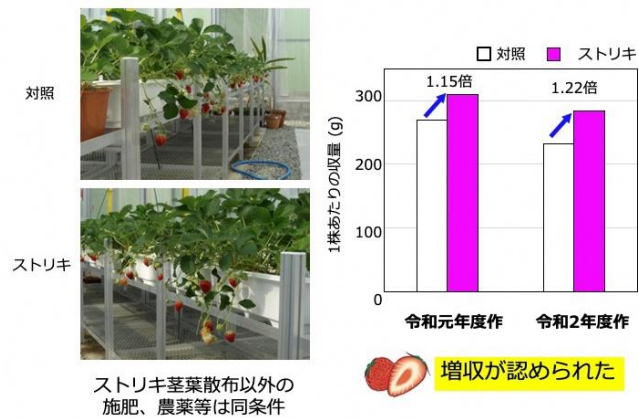 対照
ストリキ
ストリキ茎葉散布以外の
施肥、農薬等は同条件
対照 ストリキ
1株あたりの収量 (g)
300
200
100
0
1.15倍
1.22倍
令和元年度作 令和2年度作
増収が認められた